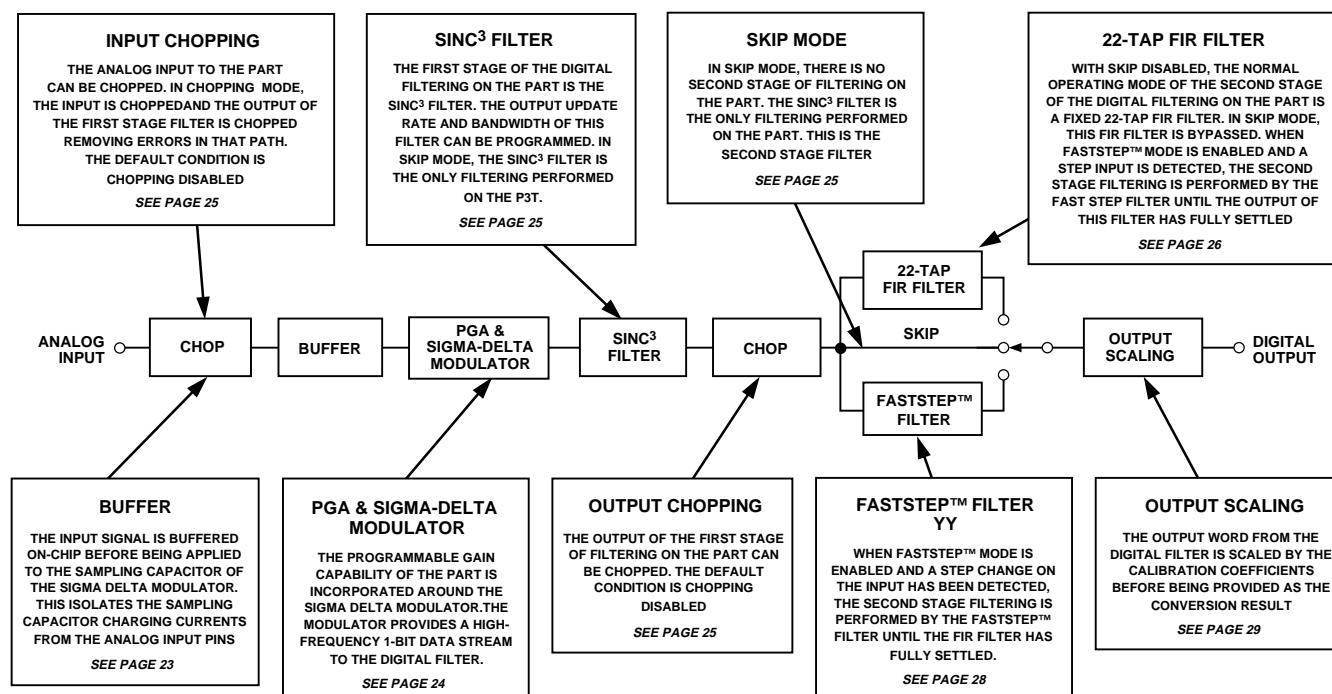 INPUT CHOPPING
THE ANALOG INPUT TO THE PART
CAN BE CHOPPED. IN CHOPPING MODE,
THE INPUT IS CHOPPEDAND THE OUTPUT OF
THE FIRST STAGE FILTER IS CHOPPED
REMOVING ERRORS IN THAT PATH.
THE DEFAULT CONDITION IS
CHOPPING DISABLED
SEE PAGE 25
SINC³ FILTER
THE FIRST STAGE OF THE DIGITAL
FILTERING ON THE PART IS THE
SINC³ FILTER. THE OUTPUT UPDATE
RATE AND BANDWIDTH OF THIS
FILTER CAN BE PROGRAMMED. IN
SKIP MODE, THE SINC³ FILTER IS
THE ONLY FILTERING PERFORMED
ON THE P3T.
SEE PAGE 25
SKIP MODE
IN SKIP MODE, THERE IS NO
SECOND STAGE OF FILTERING ON
THE PART. THE SINC³ FILTER IS
THE ONLY FILTERING PERFORMED
ON THE PART. THIS IS THE
SECOND STAGE FILTER
SEE PAGE 25
22-TAP FIR FILTER
WITH SKIP DISABLED, THE NORMAL
OPERATING MODE OF THE SECOND STAGE
OF THE DIGITAL FILTERING ON THE PART IS
A FIXED 22-TAP FIR FILTER. IN SKIP MODE,
THIS FIR FILTER IS BYPASSED. WHEN
FASTSTEP™ MODE IS ENABLED AND A
STEP INPUT IS DETECTED, THE SECOND
STAGE FILTERING IS PERFORMED BY THE
FAST STEP FILTER UNTIL THE OUTPUT OF
THIS FILTER HAS FULLY SETTLED
SEE PAGE 26
ANALOG
INPUT
CHOP
BUFFER
PGA &
SIGMA-DELTA
MODULATOR
SINC³
FILTER
CHOP
22-TAP
FIR FILTER
SKIP
FASTSTEP™
FILTER
OUTPUT
SCALING
DIGITAL
OUTPUT
BUFFER
THE INPUT SIGNAL IS BUFFERED
ON-CHIP BEFORE BEING APPLIED
TO THE SAMPLING CAPACITOR OF
THE SIGMA DELTA MODULATOR.
THIS ISOLATES THE SAMPLING
CAPACITOR CHARGING CURRENTS
FROM THE ANALOG INPUT PINS
SEE PAGE 23
PGA & SIGMA-DELTA
MODULATOR
THE PROGRAMMABLE GAIN
CAPABILITY OF THE PART IS
INCORPORATED AROUND THE
SIGMA DELTA MODULATOR.THE
MODULATOR PROVIDES A HIGH-
FREQUENCY 1-BIT DATA STREAM
TO THE DIGITAL FILTER.
SEE PAGE 24
OUTPUT CHOPPING
THE OUTPUT OF THE FIRST STAGE
OF FILTERING ON THE PART CAN
BE CHOPPED. THE DEFAULT
CONDITION IS CHOPPING
DISABLED
SEE PAGE 25
FASTSTEP™ FILTER
YY
WHEN FASTSTEP™ MODE IS
ENABLED AND A STEP CHANGE ON
THE INPUT HAS BEEN DETECTED,
THE SECOND STAGE FILTERING IS
PERFORMED BY THE FASTSTEP™
FILTER UNTIL THE FIR FILTER HAS
FULLY SETTLED.
SEE PAGE 28
OUTPUT SCALING
THE OUTPUT WORD FROM THE
DIGITAL FILTER IS SCALED BY THE
CALIBRATION COEFFICIENTS
BEFORE BEING PROVIDED AS THE
CONVERSION RESULT
SEE PAGE 29